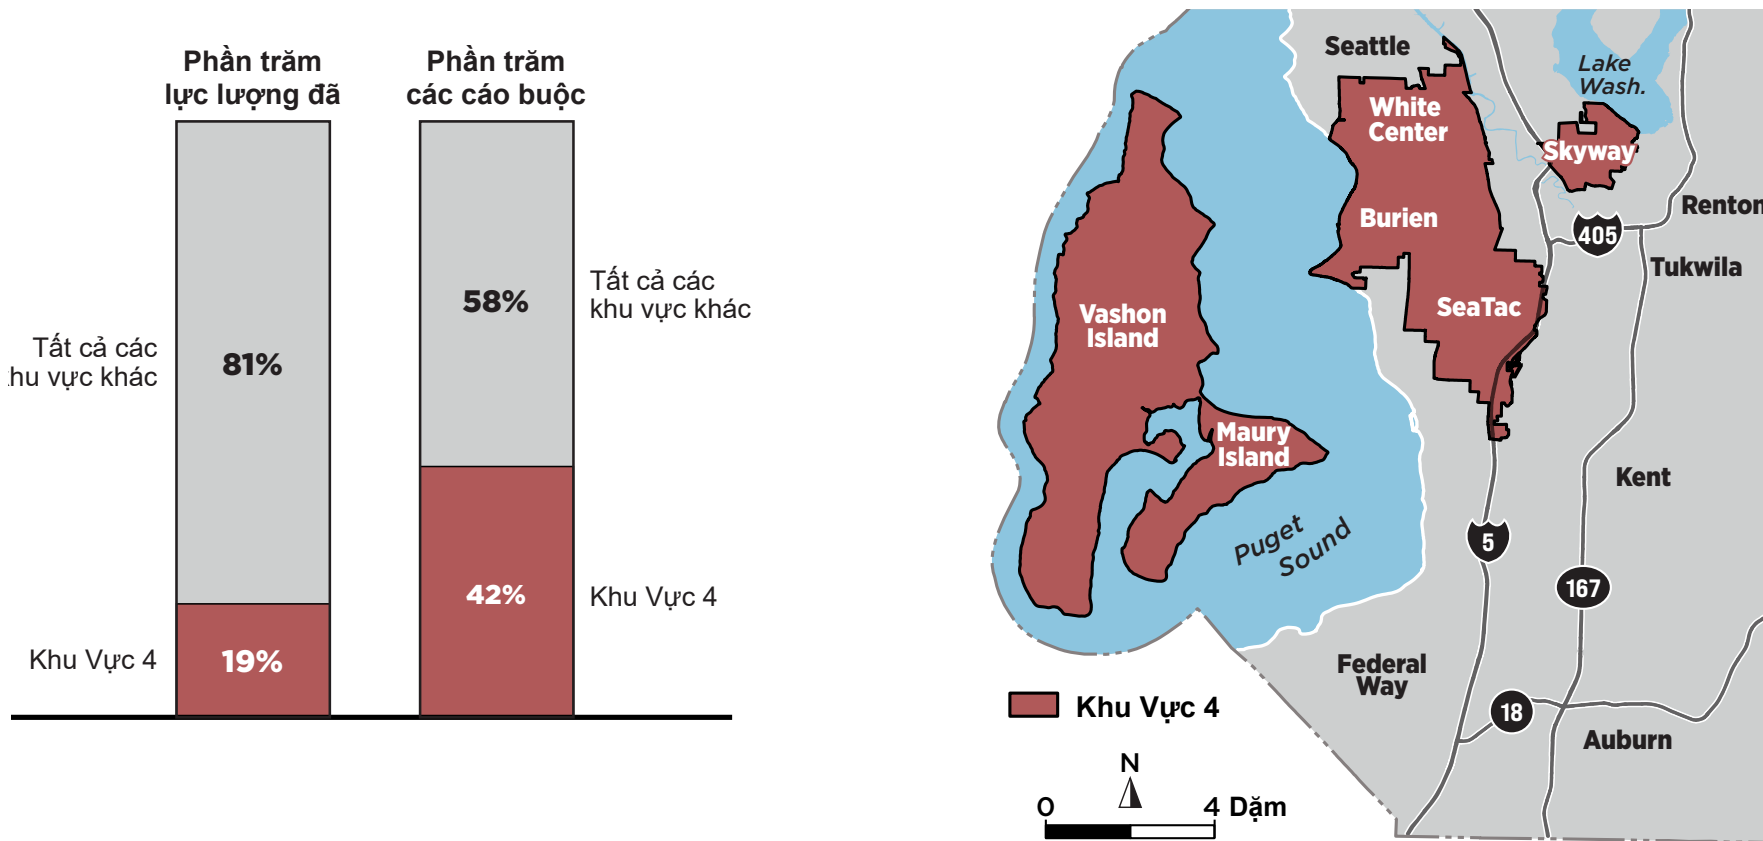 Phần trăm
lực lượng đã
Phần trăm
các cáo buộc
81%
19%
58%
42%
Tất cả các
khu vực khác
Khu Vực 4
Tất cả các
khu vực khác
Khu Vực 4
Seattle
Lake
Wash.
White
Center
Skyway
Renton
Burien
405
Tukwila
SeaTac
Vashon
Island
Maury
Island
Kent
Puget
Sound
5
167
Federal
Way
18
Auburn
Khu Vực 4
N
0
4 Dặm